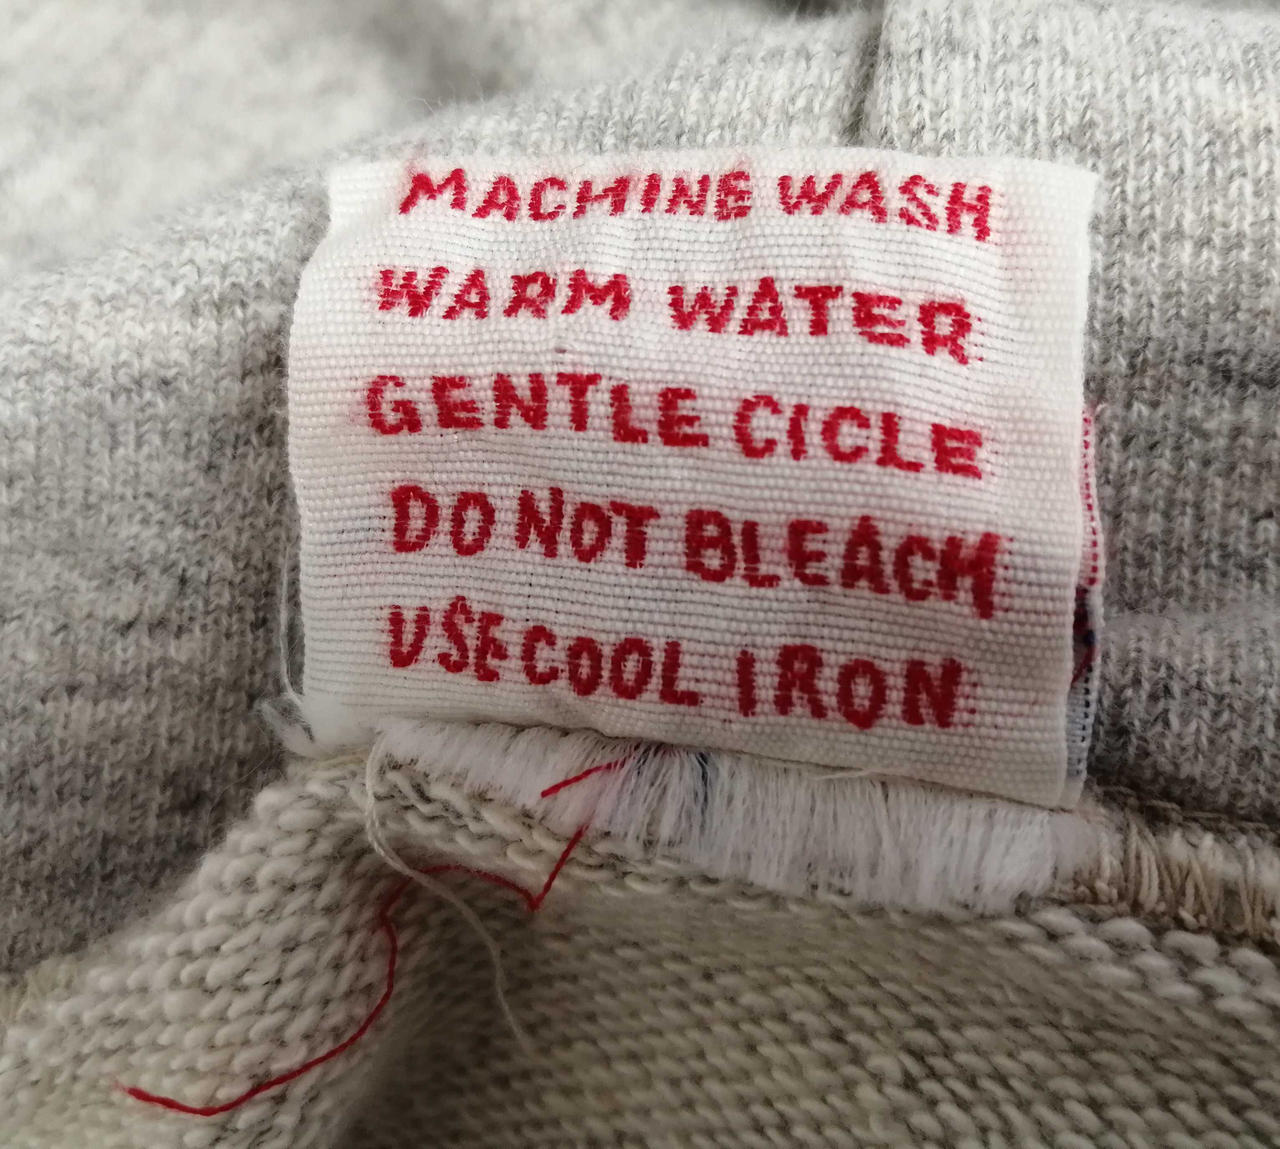 MACHINE WASH
WARM WATER
GENTLE CICLE
DO NOT BLEACH
USE COOL IRON